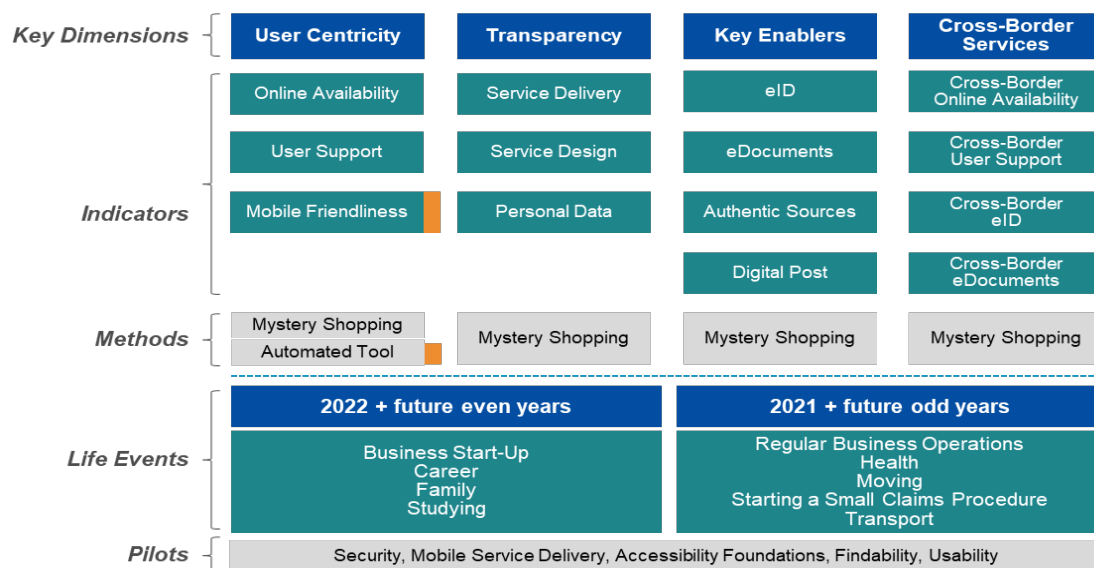 Key Dimensions
User Centricity
Transparency
Key Enablers
Cross-Border
Services
Indicators
Online Availability
Service Delivery
eID
Cross-Border
Online Availability
User Support
Service Design
eDocuments
Cross-Border
User Support
Mobile Friendliness
Personal Data
Authentic Sources
Cross-Border
eID
Digital Post
Cross-Border
eDocuments
Methods
Mystery Shopping
Automated Tool
Mystery Shopping
Mystery Shopping
Mystery Shopping
Life Events
2022 + future even years
2021 + future odd years
Business Start-Up
Career
Family
Studying
Regular Business Operations
Health
Moving
Starting a Small Claims Procedure
Transport
Pilots
Security, Mobile Service Delivery, Accessibility Foundations, Findability, Usability